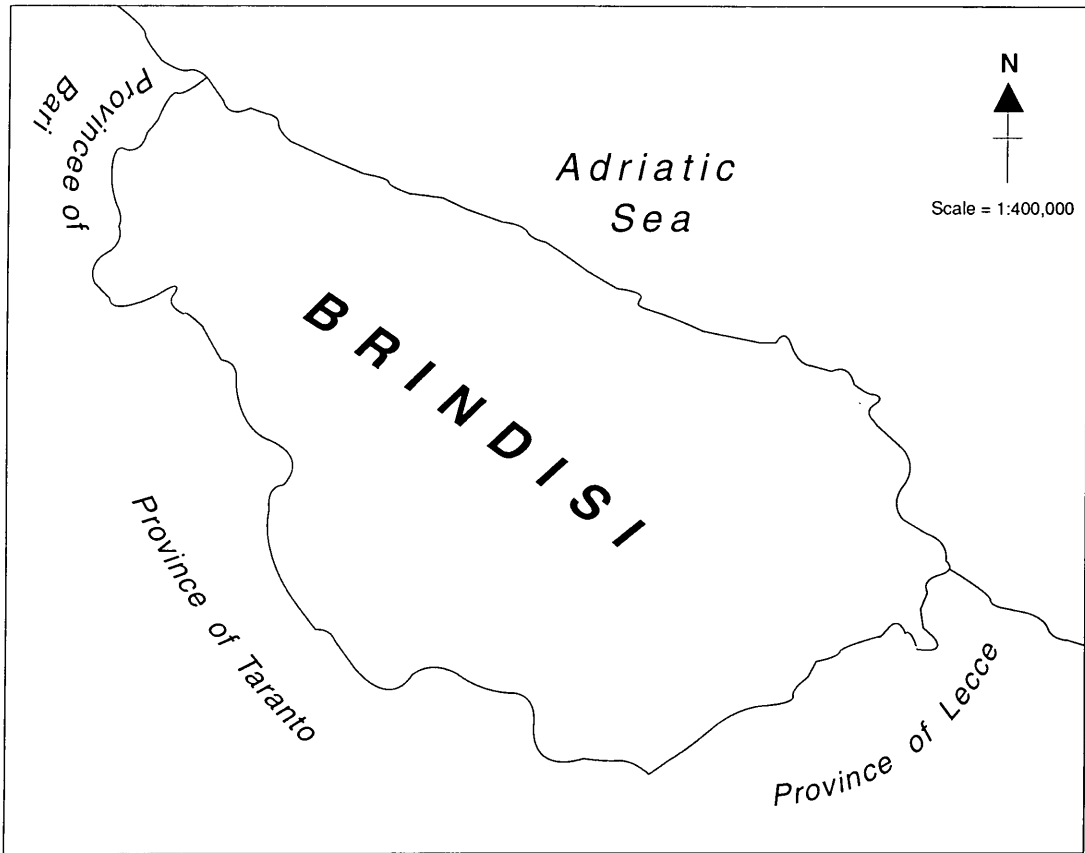 Provincee of
Bari
Adriatic
Sea
N
Scale = 1:400,000
BRINDISI
Province of Taranto
Province of Lecce